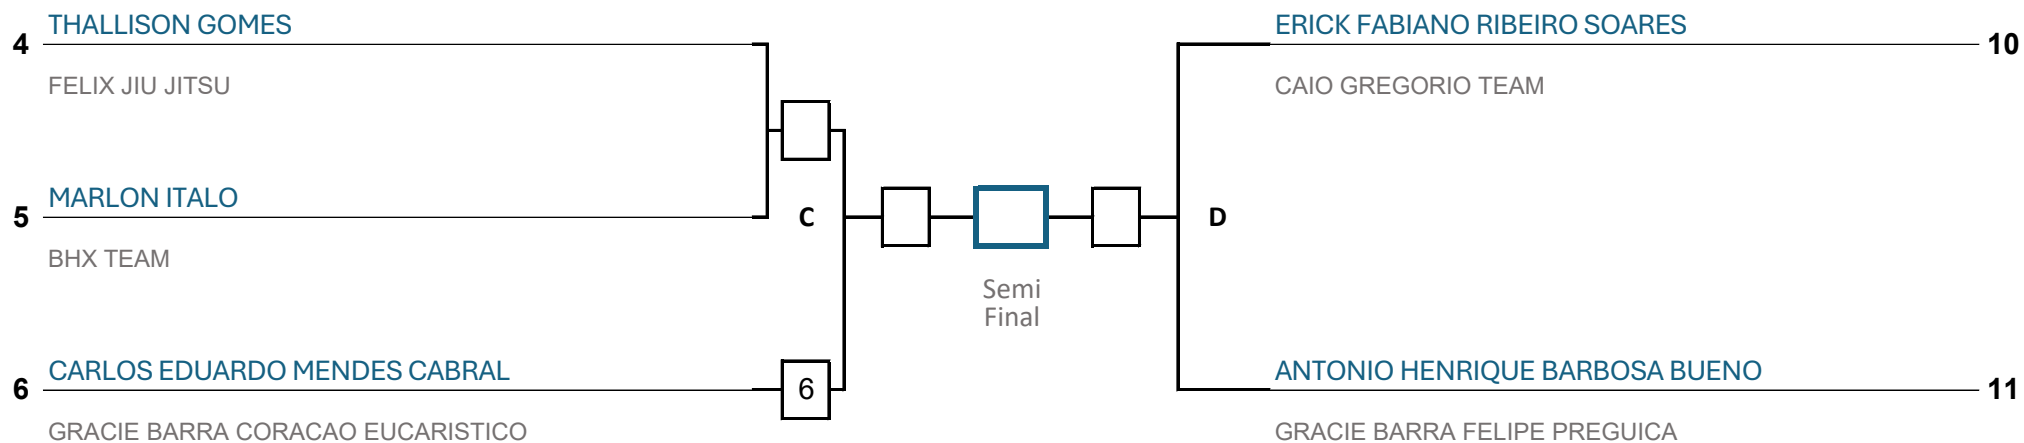 THALLISON GOMES
4
FELIX JIU JITSU
MARLON ITALO
5
BHX TEAM
C
CARLOS EDUARDO MENDES CABRAL
6
6
GRACIE BARRA CORACAO EUCARISTICO
Semi
Final
ERICK FABIANO RIBEIRO SOARES
10
CAIO GREGORIO TEAM
D
ANTONIO HENRIQUE BARBOSA BUENO
11
GRACIE BARRA FELIPE PREGUICA